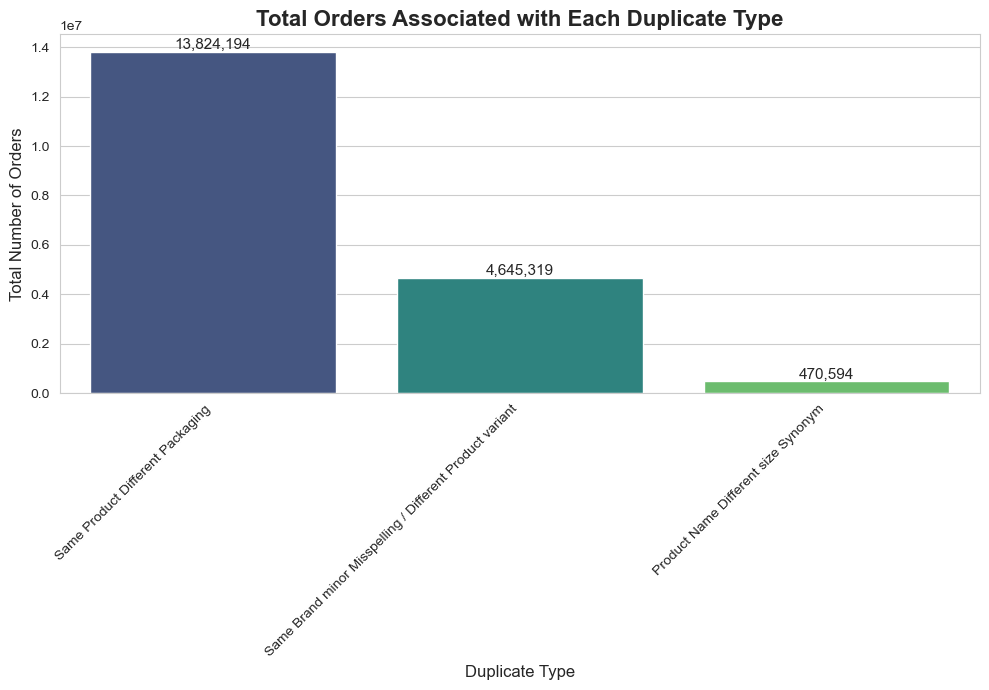 Total Orders Associated with Each Duplicate Type
1e7
1.4
1.2
1.0
0.8
0.6
0.4
0.2
0.0
Total Number of Orders
13,824,194
4,645,319
470,594
Same Product Different Packaging
Same Brand minor Misspelling / Different Product variant
Product Name Different size Synonym
Duplicate Type